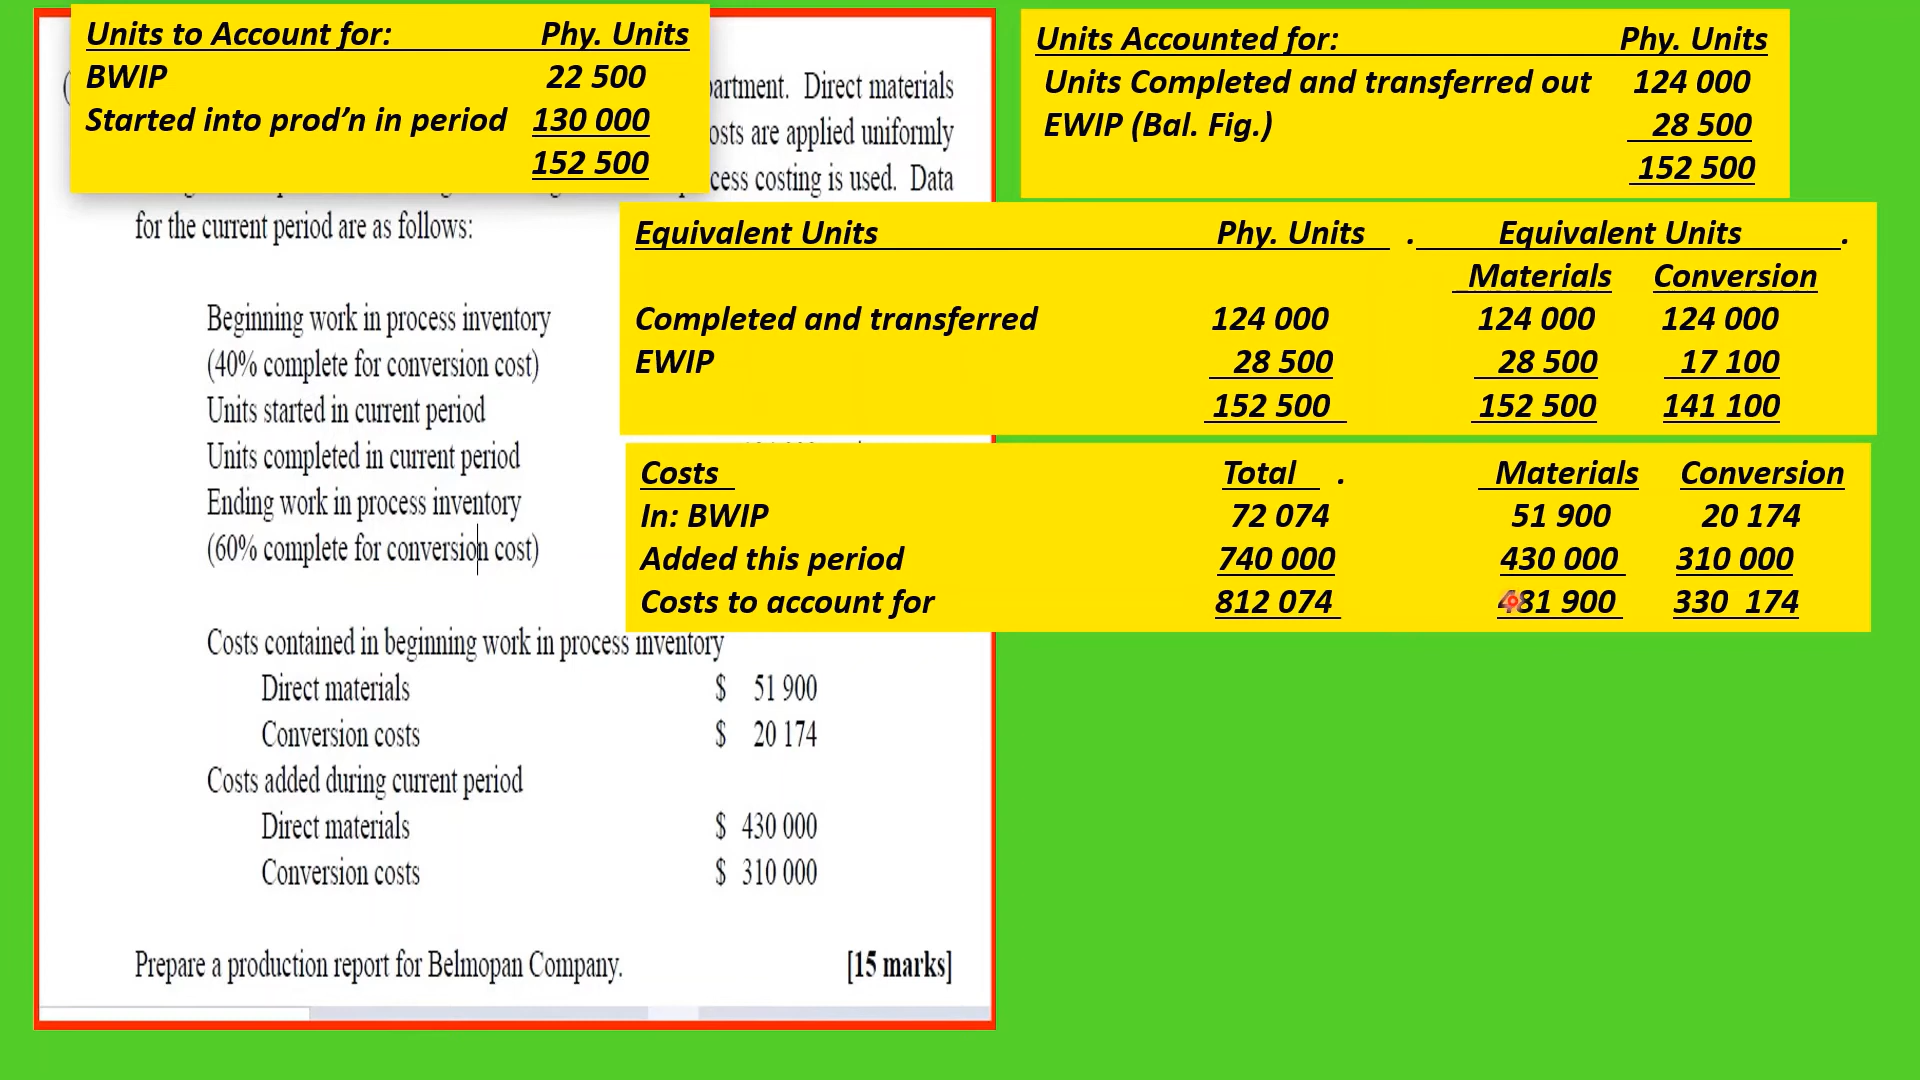 Units to Account for: Phy. Units
BWIP 22 500
Started into prod’n in period 130 000
152 500
Units Accounted for: Phy. Units
Units Completed and transferred out 124 000
EWIP (Bal. Fig.) 28 500
152 500
Direct materials
costs are applied uniformly
process costing is used. Data
for the current period are as follows:
Equivalent Units Phy. Units . Equivalent Units .
Materials Conversion
Completed and transferred 124 000 124 000 124 000
EWIP 28 500 28 500 17 100
152 500 152 500 141 100
Beginning work in process inventory
(40% complete for conversion cost)
Units started in current period
Units completed in current period
Ending work in process inventory
(60% complete for conversion cost)
Costs Total . Materials Conversion
In: BWIP 72 074 51 900 20 174
Added this period 740 000 430 000 310 000
Costs to account for 812 074 481 900 330 174
Costs contained in beginning work in process inventory
Direct materials $ 51 900
Conversion costs $ 20 174
Costs added during current period
Direct materials $ 430 000
Conversion costs $ 310 000
Prepare a production report for Belmopan Company. [15 marks]